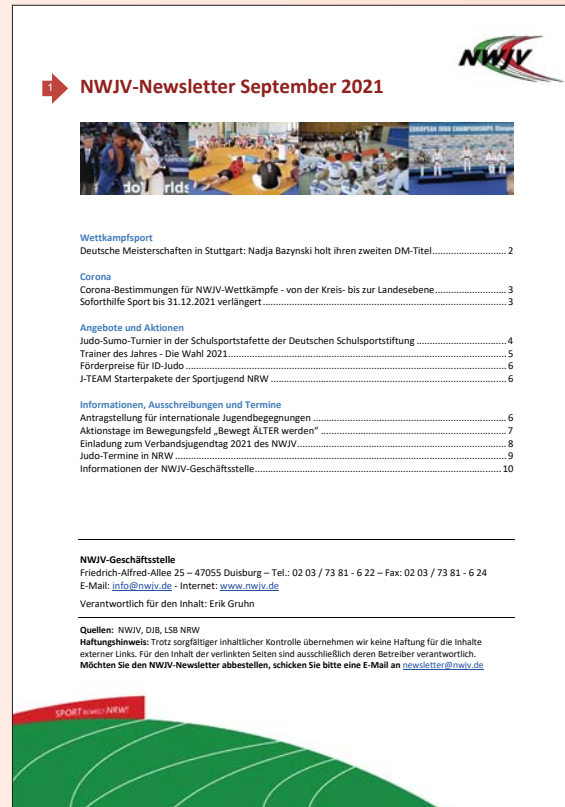 NWJV
1
NWJV-Newsletter September 2021
EUROPEAN JUDO CHAMPIONSHIPS
Wettkampfsport
Deutsche Meisterschaften in Stuttgart: Nadja Bazynski holt ihren zweiten DM-Titel........................... 2
Corona
Corona-Bestimmungen für NWJV-Wettkämpfe - von der Kreis- bis zur Landesebene.......................... 3
Soforthilfe Sport bis 31.12.2021 verlängert......................................................................................... 3
Angebote und Aktionen
Judo-Sumo-Turnier in der Schulsportstafette der Deutschen Schulsportstiftung ................................. 4
Trainer des Jahres - Die Wahl 2021..................................................................................................... 5
Förderpreise für ID-Judo .................................................................................................................... 6
J-TEAM Starterpakete der Sportjugend NRW ..................................................................................... 6
Informationen, Ausschreibungen und Termine
Antragstellung für internationale Jugendbegegnungen ...................................................................... 6
Aktionstage im Bewegungsfeld „Bewegt ÄLTER werden“ .................................................................... 7
Einladung zum Verbandsjugendtag 2021 des NWJV............................................................................ 8
Judo-Termine in NRW ........................................................................................................................ 9
Informationen der NWJV-Geschäftsstelle......................................................................................... 10
NWJV-Geschäftsstelle
Friedrich-Alfred-Allee 25 – 47055 Duisburg – Tel.: 02 03 / 73 81 - 6 22 – Fax: 02 03 / 73 81 - 6 24
E-Mail: info@nwjv.de - Internet: www.nwjv.de
Verantwortlich für den Inhalt: Erik Gruhn
Quellen: NWJV, DJB, LSB NRW
Haftungshinweis: Trotz sorgfältiger inhaltlicher Kontrolle übernehmen wir keine Haftung für die Inhalte
externer Links. Für den Inhalt der verlinkten Seiten sind ausschließlich deren Betreiber verantwortlich.
Möchten Sie den NWJV-Newsletter abbestellen, schicken Sie bitte eine E-Mail an newsletter@nwjv.de
SPORT BEWEGT NRW!